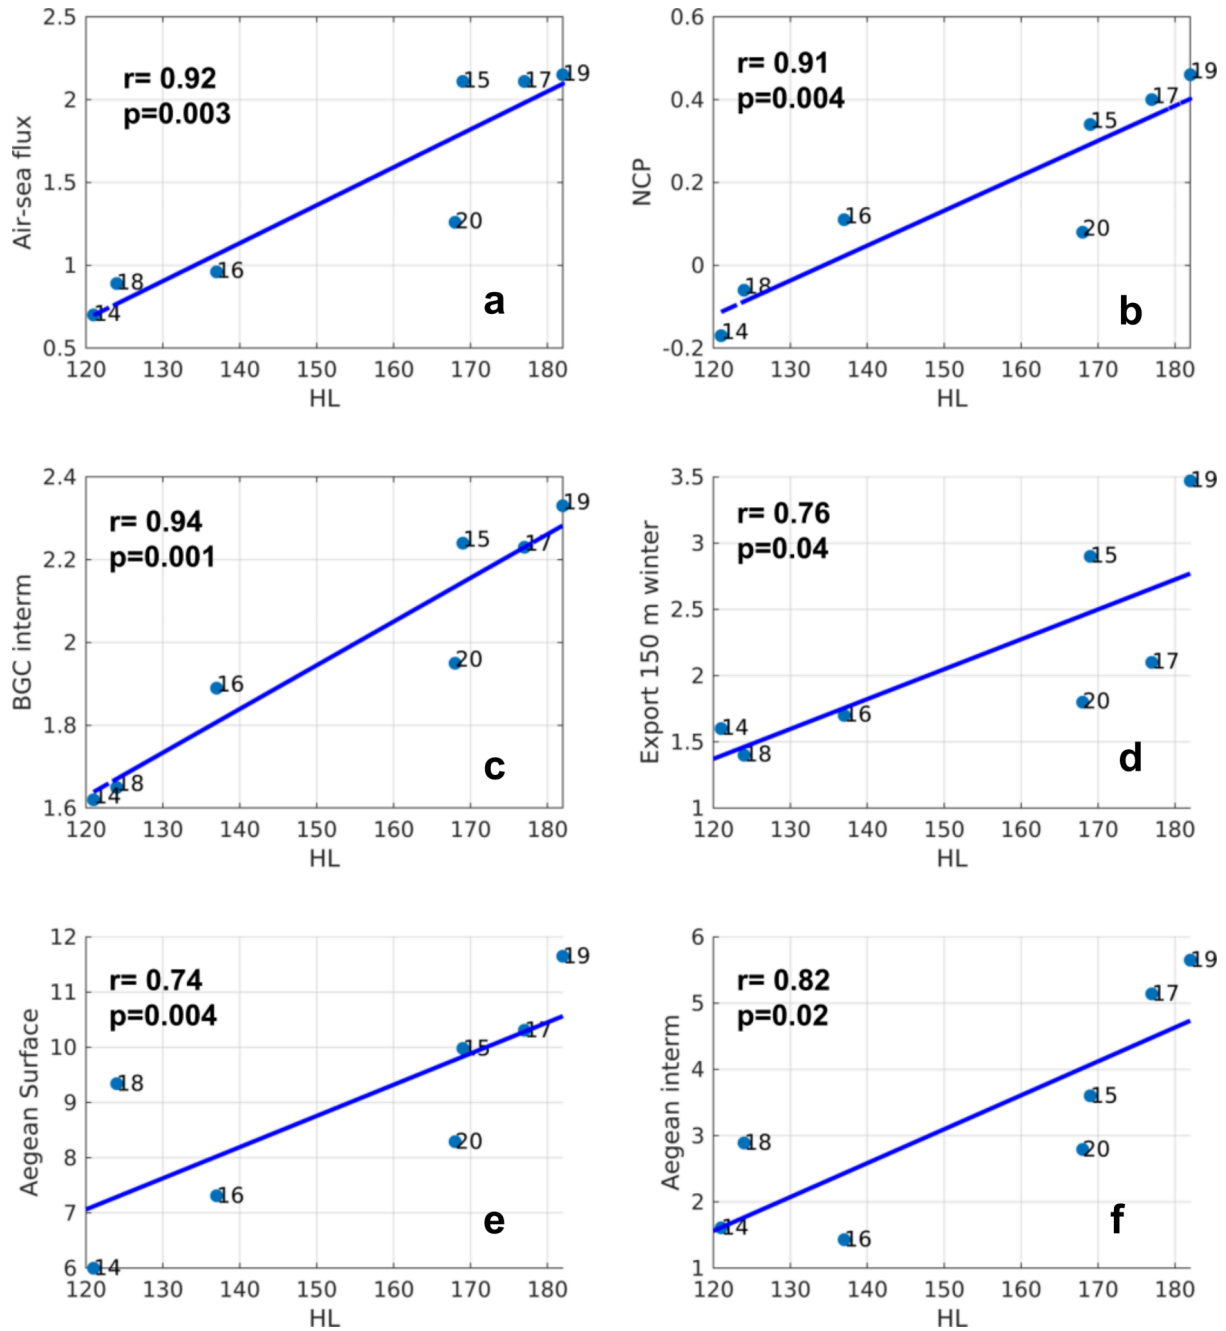 2.5
2
1.5
1
0.5
Air-sea flux
r= 0.92
p=0.003
14
18
16
20
15
17
19
a
120 130 140 150 160 170 180
HL
0.6
0.4
0.2
0
-0.2
NCP
r= 0.91
p=0.004
14
18
16
20
15
17
19
b
120 130 140 150 160 170 180
HL
2.4
2.2
2
1.8
1.6
BGC interm
r= 0.94
p=0.001
14
18
16
20
15
17
19
c
120 130 140 150 160 170 180
HL
3.5
3
2.5
2
1.5
1
Export 150 m winter
r= 0.76
p=0.04
14
18
16
20
15
17
19
d
120 130 140 150 160 170 180
HL
12
11
10
9
8
7
6
Aegean Surface
r= 0.74
p=0.004
14
18
16
20
15
17
19
e
120 130 140 150 160 170 180
HL
6
5
4
3
2
1
Aegean interm
r= 0.82
p=0.02
14
18
16
20
15
17
19
f
120 130 140 150 160 170 180
HL